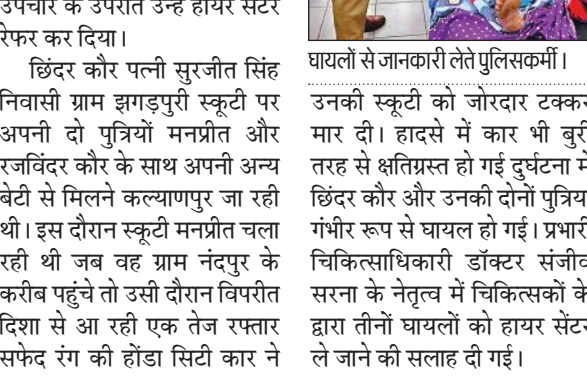 उपचार के उपरांत उन्हें हायर सेंटर
रेफर कर दिया।
छिंदर कौर पत्नी सुरजीत सिंह
निवासी ग्राम झगड़पुरी स्कूटी पर
अपनी दो पुत्रियों मनप्रीत और
रजविंदर कौर के साथ अपनी अन्य
बेटी से मिलने कल्याणपुर जा रही
थी। इस दौरान स्कूटी मनप्रीत चला
रही थी जब वह ग्राम नंदपुर के
करीब पहुंचे तो उसी दौरान विपरीत
दिशा से आ रही एक तेज रफ्तार
सफेद रंग की होंडा सिटी कार ने
घायलों से जानकारी लेते पुलिसकर्मी।
उनकी स्कूटी को जोरदार टक्कर
मार दी। हादसे में कार भी बुरी
तरह से क्षतिग्रस्त हो गई दुर्घटना में
छिंदर कौर और उनकी दोनों पुत्रियां
गंभीर रूप से घायल हो गई। प्रभारी
चिकित्साधिकारी डॉक्टर संजीव
सरना के नेतृत्व में चिकित्सकों के
द्वारा तीनों घायलों को हायर सेंटर
ले जाने की सलाह दी गई।